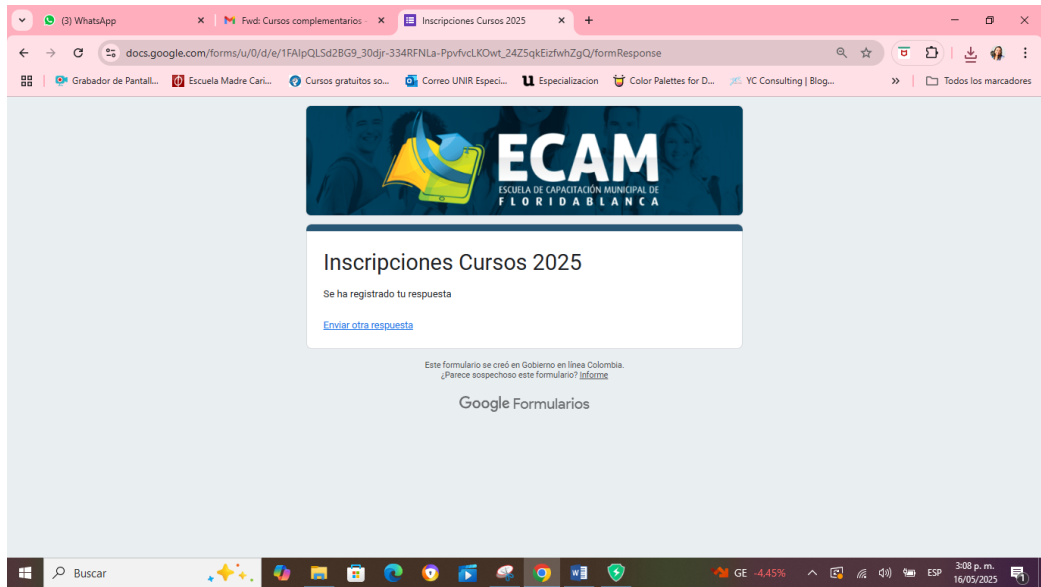 (3) WhatsApp
Fwd: Cursos complementarios -
Inscripciones Cursos 2025
docs.google.com/forms/u/0/d/e/1FAIpQLSd2BG9_30djr-334RFNLa-PpvfvcLKOwt_24Z5qkEizfwhZgQ/formResponse
Grabador de Pantall...
Escuela Madre Cari...
Cursos gratuitos so...
Correo UNIR Especi...
Especializacion
Color Palettes for D...
YC Consulting | Blog...
»
Todos los marcadores
ECAM
ESCUELA DE CAPACITACIÓN MUNICIPAL DE
FLORIDABLANCA
Inscripciones Cursos 2025
Se ha registrado tu respuesta
Enviar otra respuesta
Este formulario se creó en Gobierno en línea Colombia.
¿Parece sospechoso este formulario? Informe
Google Formularios
Buscar
GE -4,45%
ESP
3:08 p. m.
16/05/2025
1